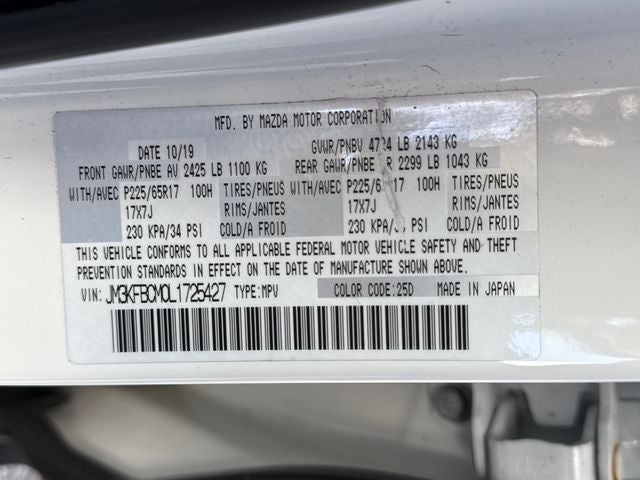 MFD. BY MAZDA MOTOR CORPORATION
DATE 10/19 GVWR/PNBV LB 2143 KG
FRONT GAWR/PNBE AV 2425 LB 1100 KG REAR GAWR/PNBE R 2299 LB 1043 KG
WITH/AVEC P225/65R17 100H TIRES/PNEUS WITH/AVEC P225/6 17 100H TIRES/PNEUS
17X7J RIMS/JANTES 17X7J RIMS/JANTES
230 KPA/34 PSI COLD/A FROID 230 KPA/ PSI COLD/A FROID
THIS VEHICLE CONFORMS TO ALL APPLICABLE FEDERAL MOTOR VEHICLE SAFETY AND THEFT
PREVENTION STANDARDS IN EFFECT ON THE DATE OF MANUFACTURE SHOWN ABOVE.
VIN: JM3KFBCM0L1725427 TYPE:MPV COLOR CODE:25D MADE IN JAPAN